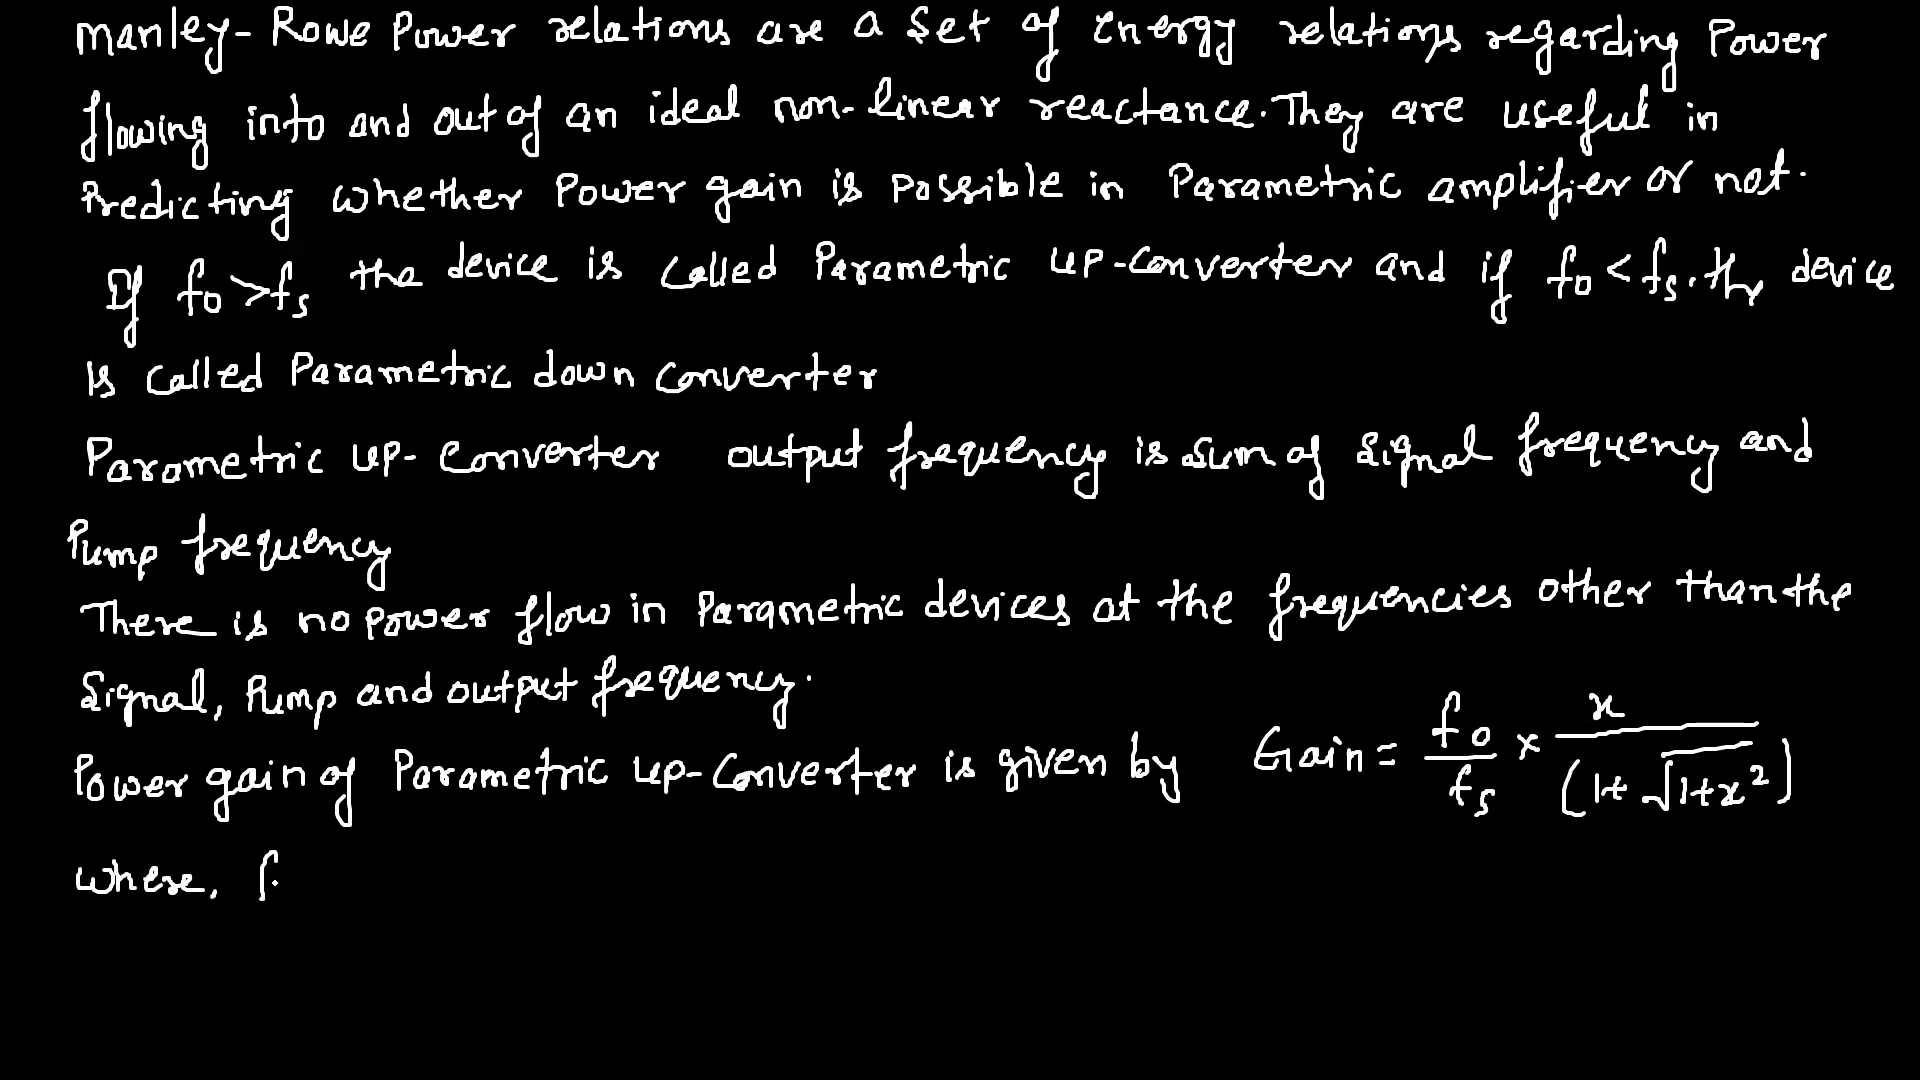 Manley-Rowe Power relations are a Set of Energy relations regarding Power
flowing into and out of an ideal non-linear reactance. They are useful in
Predicting whether Power gain is Possible in Parametric amplifier or not.
If fo>fs the device is called Parametric up-Converter and if fo<fs. the device
is called Parametric down converter
Parametric up-Converter output frequency is sum of signal frequency and
Pump frequency
There is no power flow in Parametric devices at the frequencies other than the
Signal, Pump and output frequency.
Power gain of Parametric up-Converter is given by Gain = fo/fs × x/(1+√1+x²)
where, f